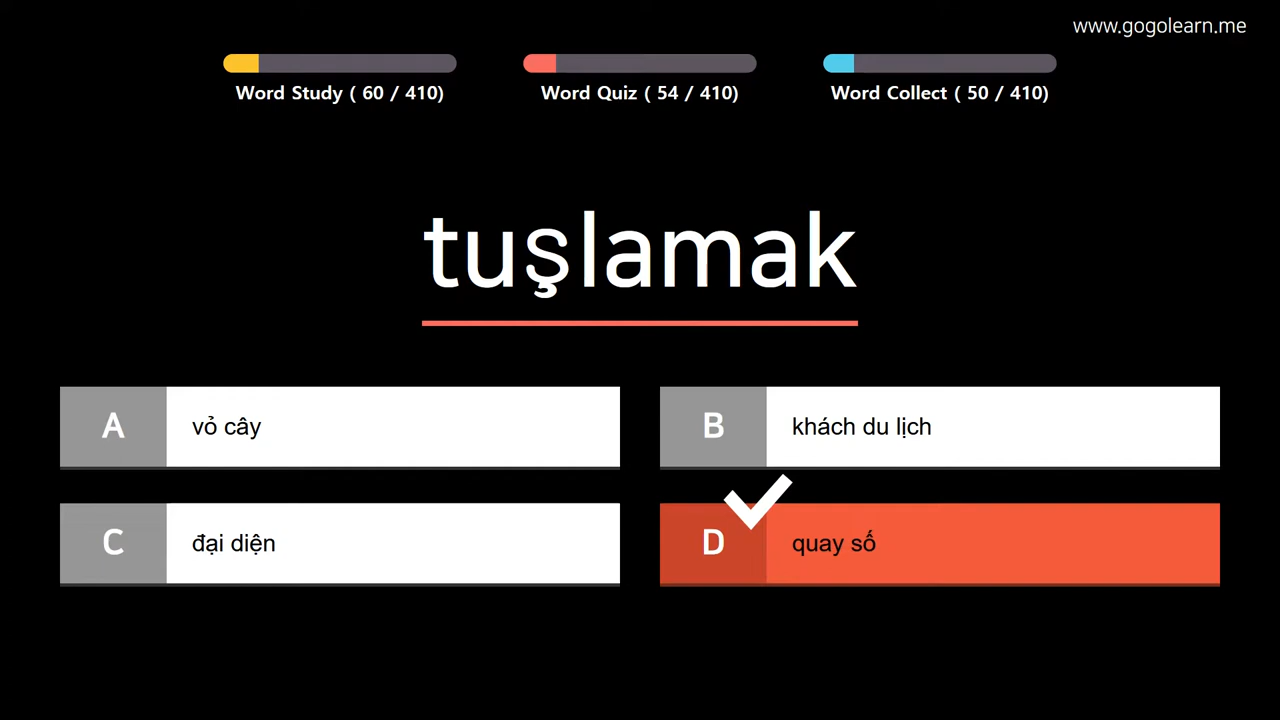 www.gogolearn.me
Word Study ( 60 / 410)
Word Quiz ( 54 / 410)
Word Collect ( 50 / 410)
tuşlamak
A vỏ cây
B khách du lịch
C đại diện
D quay số